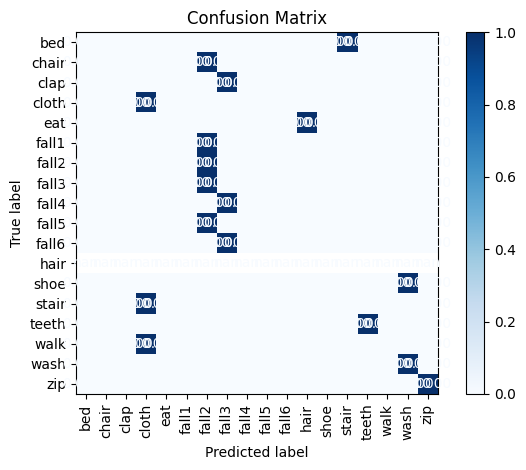 Confusion Matrix
bed
chair
clap
cloth
eat
fall1
fall2
fall3
fall4
fall5
fall6
hair
shoe
stair
teeth
walk
wash
zip
True label
bed
chair
clap
cloth
eat
fall1
fall2
fall3
fall4
fall5
fall6
hair
shoe
stair
teeth
walk
wash
zip
Predicted label
1.0
0.8
0.6
0.4
0.2
0.0